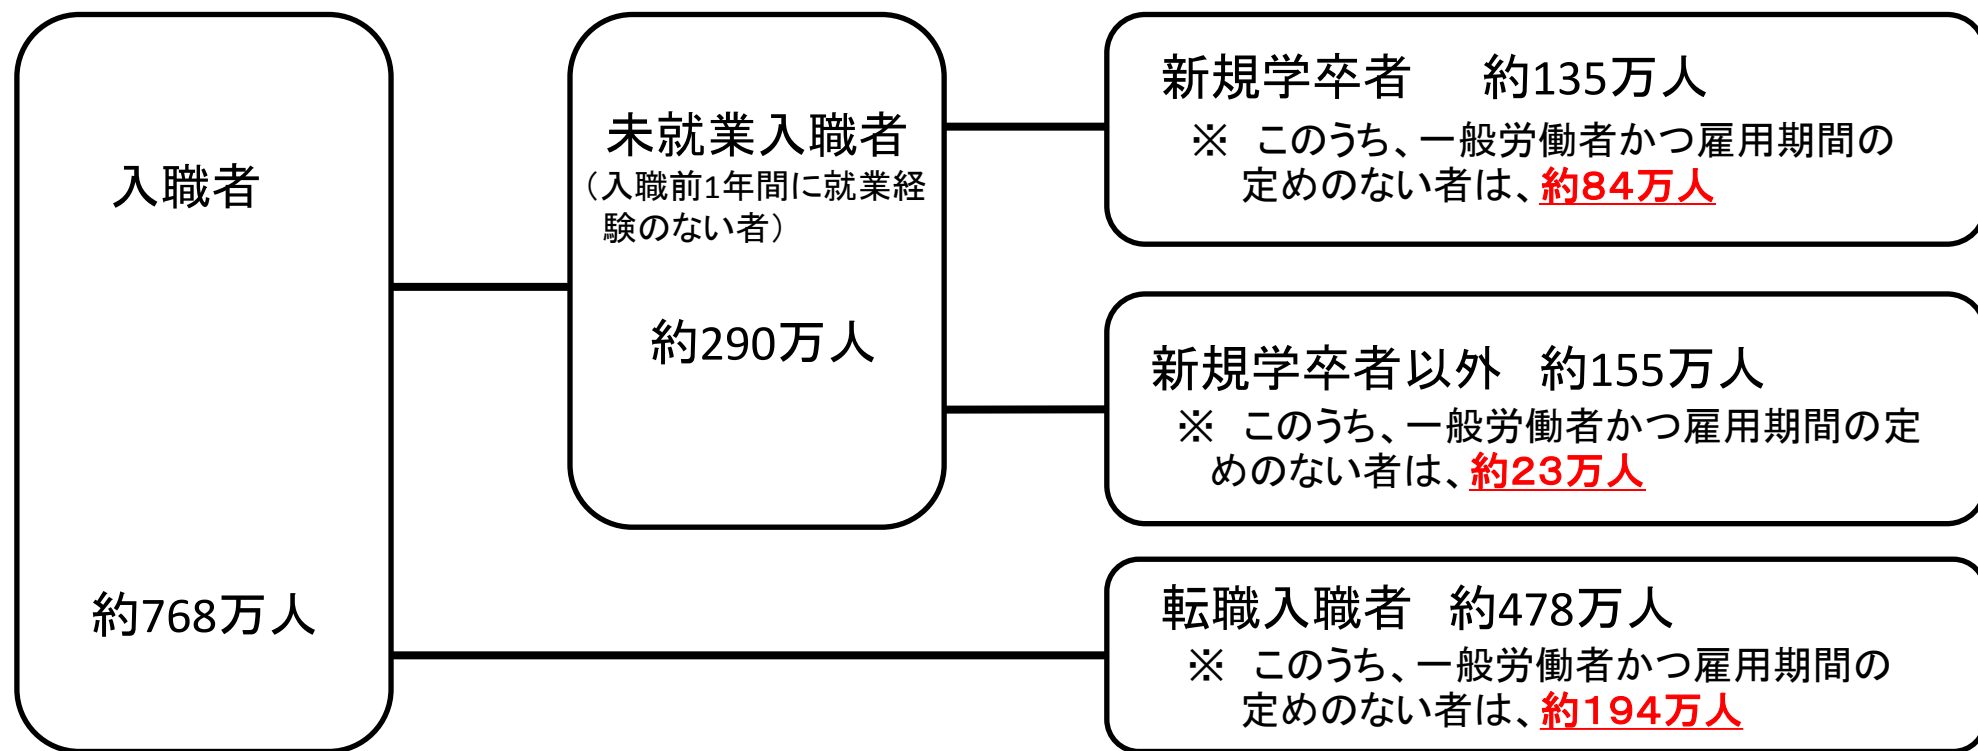 入職者
約768万人
未就業入職者
（入職前1年間に就業経
験のない者）
約290万人
新規学卒者　約135万人
※　このうち、一般労働者かつ雇用期間の
定めのない者は、約84万人
新規学卒者以外　約155万人
※　このうち、一般労働者かつ雇用期間の定
めのない者は、約23万人
転職入職者　約478万人
※　このうち、一般労働者かつ雇用期間の
定めのない者は、約194万人